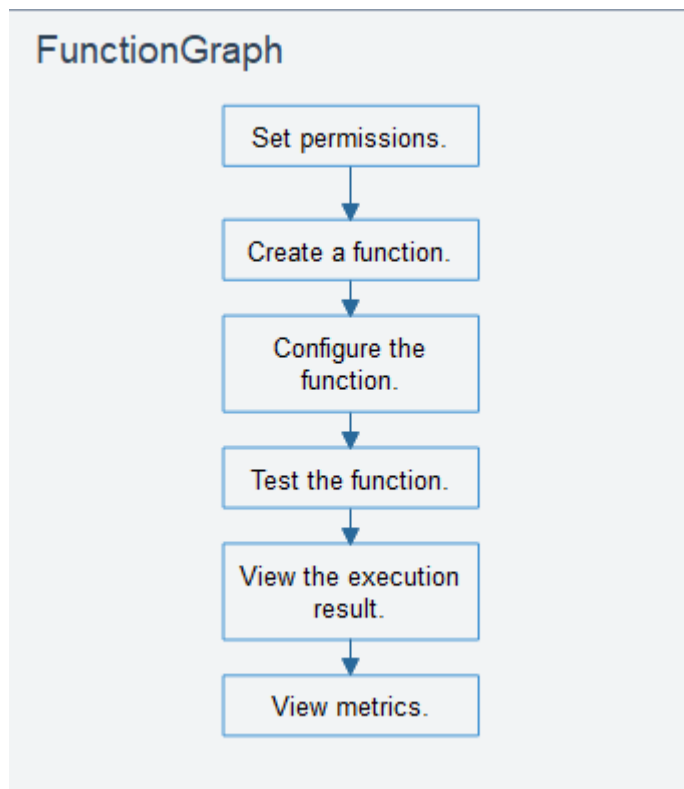 FunctionGraph
Set permissions.
Create a function.
Configure the
function.
Test the function.
View the execution
result.
View metrics.